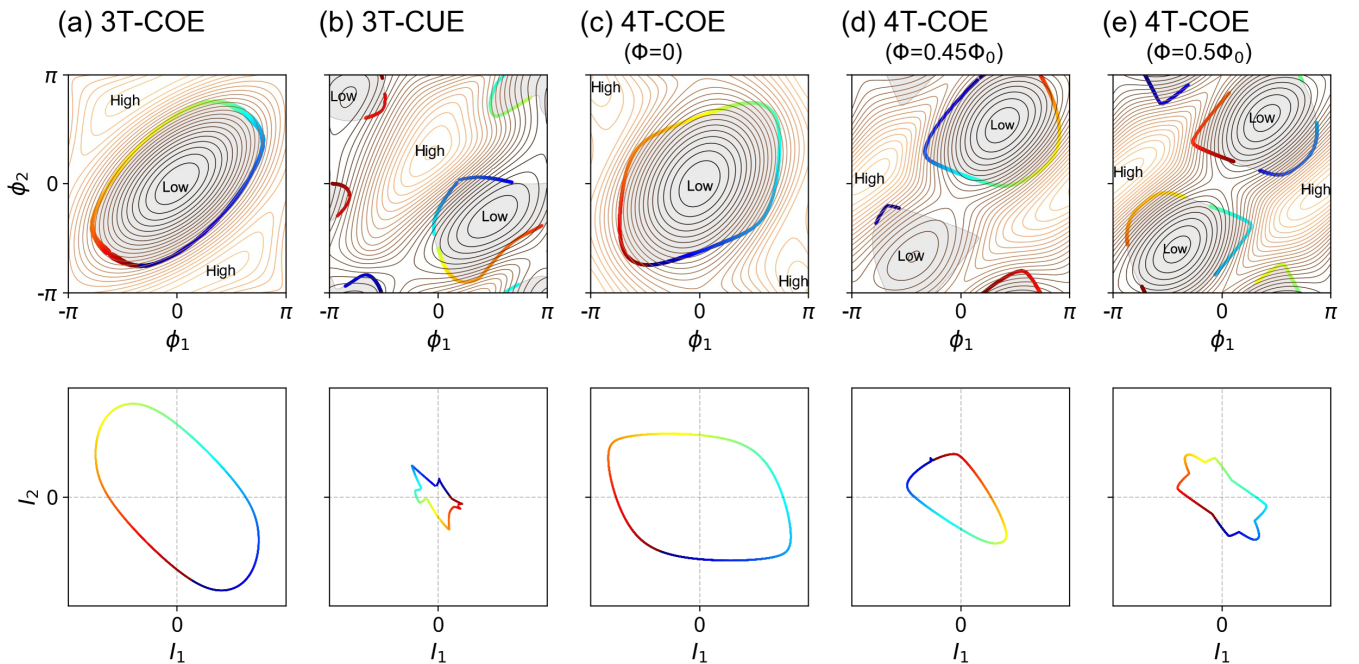 (a) 3T-COE
(b) 3T-CUE
(c) 4T-COE
(Φ=0)
(d) 4T-COE
(Φ=0.45Φ₀)
(e) 4T-COE
(Φ=0.5Φ₀)
π
ϕ₂
0
-π
High
Low
High
-π 0 π
ϕ₁
Low
High
Low
-π 0 π
ϕ₁
High
Low
High
-π 0 π
ϕ₁
Low
High
Low
-π 0 π
ϕ₁
Low
High
High
Low
-π 0 π
ϕ₁
I₂
0
0
I₁
0
I₁
0
I₁
0
I₁
0
I₁